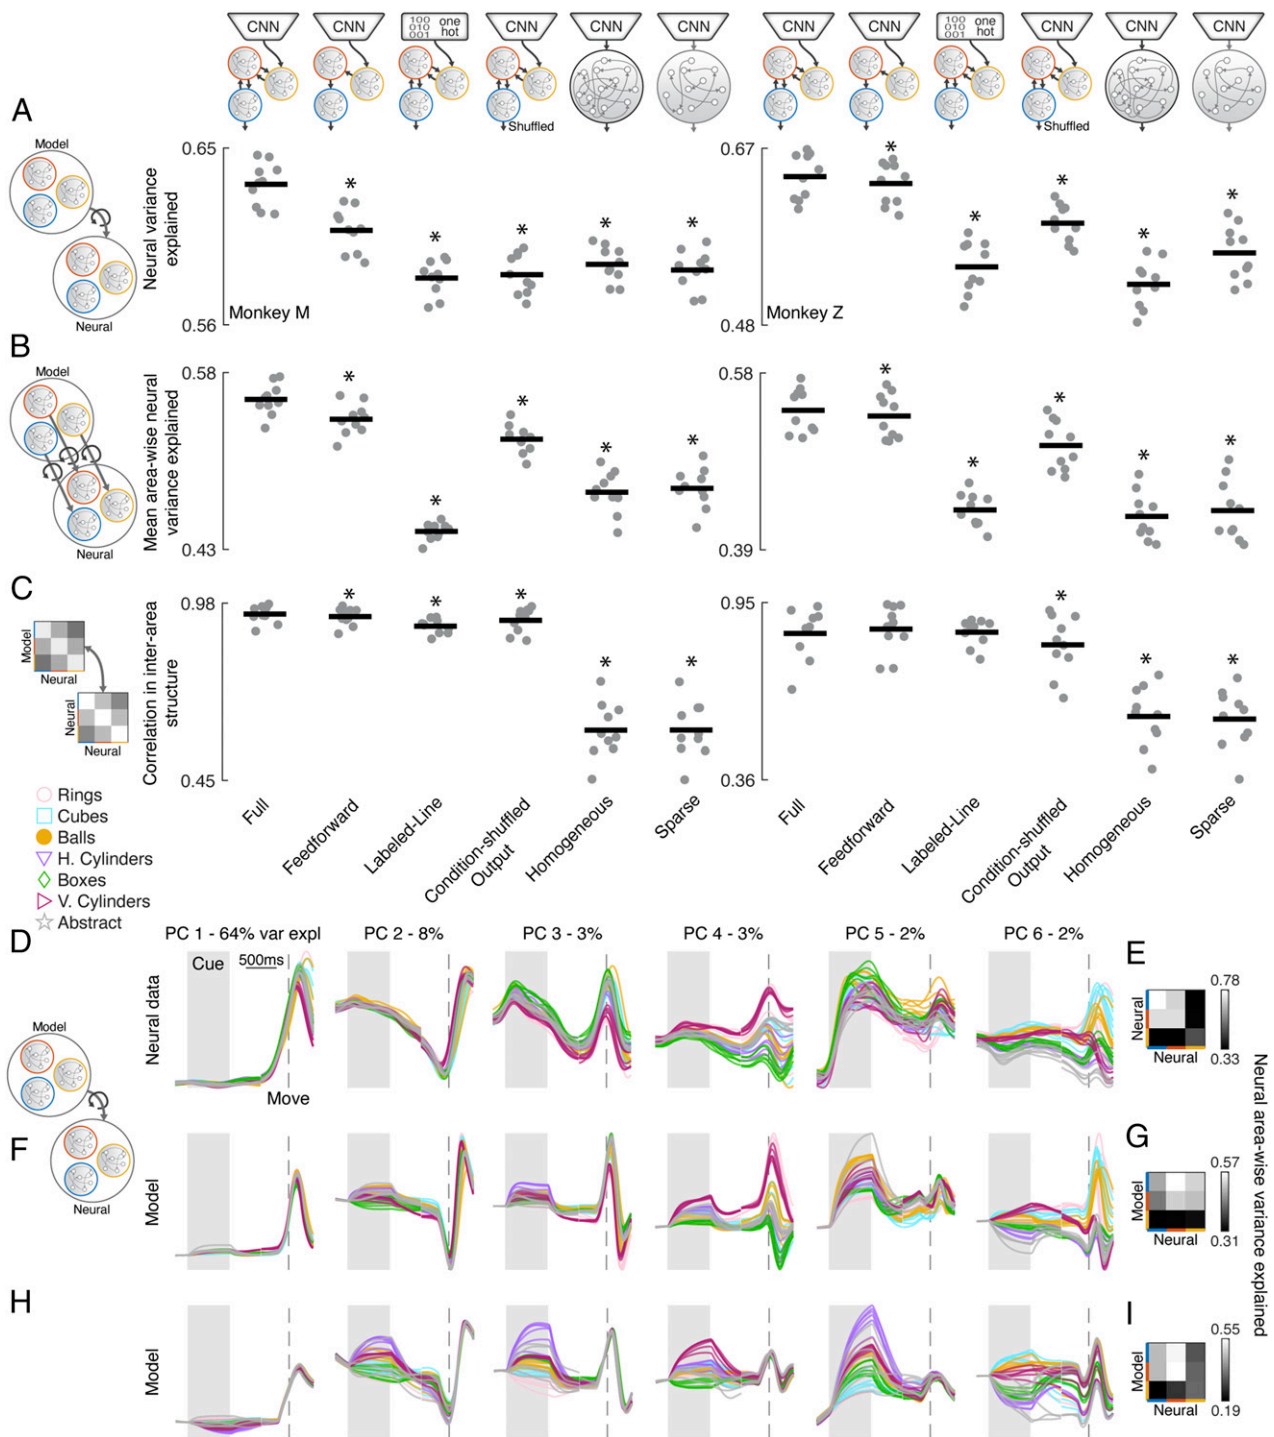 CNN CNN 100 010 001 one hot CNN CNN CNN CNN CNN 100 010 001 one hot CNN CNN CNN
Shuffled Shuffled
A
Model
Neural
Neural variance
explained
0.65
0.56
Monkey M
* * * * *
0.67
0.48
Monkey Z
* * * * *
B
Model
Neural
Mean area-wise neural
variance explained
0.58
0.43
* * * * *
0.58
0.39
* * * * *
C
Model
Neural
Neural
Neural
Correlation in inter-area
structure
0.98
0.45
* * * * *
0.95
0.36
* * *
Full
Feedforward
Labeled-Line
Condition-shuffled
Output
Homogeneous
Sparse
Full
Feedforward
Labeled-Line
Condition-shuffled
Output
Homogeneous
Sparse
Rings
Cubes
Balls
H. Cylinders
Boxes
V. Cylinders
Abstract
D
PC 1 - 64% var expl PC 2 - 8% PC 3 - 3% PC 4 - 3% PC 5 - 2% PC 6 - 2%
Cue 500ms
Neural data
Move
Model
Neural
E
Neural
Neural
0.78
0.33
F
Model
G
Model
Neural
0.57
0.31
H
Model
I
Model
Neural
0.55
0.19
Neural area-wise variance explained